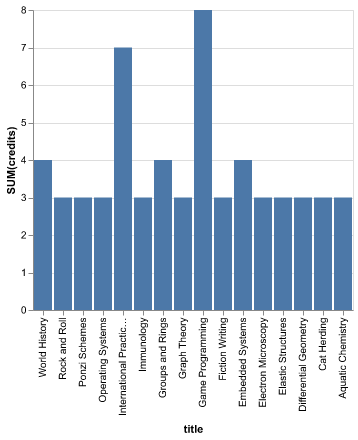 8
7
6
5
4
3
2
1
0
SUM(credits)
World History
Rock and Roll
Ponzi Schemes
Operating Systems
International Practic…
Immunology
Groups and Rings
Graph Theory
Game Programming
Fiction Writing
Embedded Systems
Electron Microscopy
Elastic Structures
Differential Geometry
Cat Herding
Aquatic Chemistry
title